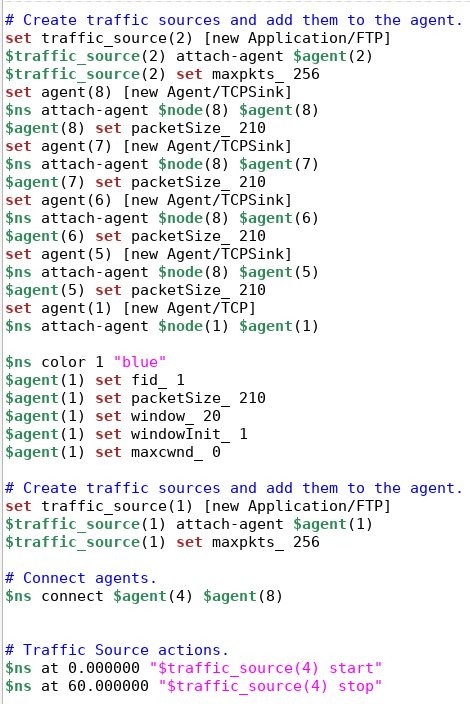 # Create traffic sources and add them to the agent.
set traffic_source(2) [new Application/FTP]
$traffic_source(2) attach-agent $agent(2)
$traffic_source(2) set maxpkts_ 256
set agent(8) [new Agent/TCPSink]
$ns attach-agent $node(8) $agent(8)
$agent(8) set packetSize_ 210
set agent(7) [new Agent/TCPSink]
$ns attach-agent $node(8) $agent(7)
$agent(7) set packetSize_ 210
set agent(6) [new Agent/TCPSink]
$ns attach-agent $node(8) $agent(6)
$agent(6) set packetSize_ 210
set agent(5) [new Agent/TCPSink]
$ns attach-agent $node(8) $agent(5)
$agent(5) set packetSize_ 210
set agent(1) [new Agent/TCP]
$ns attach-agent $node(1) $agent(1)
$ns color 1 "blue"
$agent(1) set fid_ 1
$agent(1) set packetSize_ 210
$agent(1) set window_ 20
$agent(1) set windowInit_ 1
$agent(1) set maxcwnd_ 0
# Create traffic sources and add them to the agent.
set traffic_source(1) [new Application/FTP]
$traffic_source(1) attach-agent $agent(1)
$traffic_source(1) set maxpkts_ 256
# Connect agents.
$ns connect $agent(4) $agent(8)
# Traffic Source actions.
$ns at 0.000000 "$traffic_source(4) start"
$ns at 60.000000 "$traffic_source(4) stop"